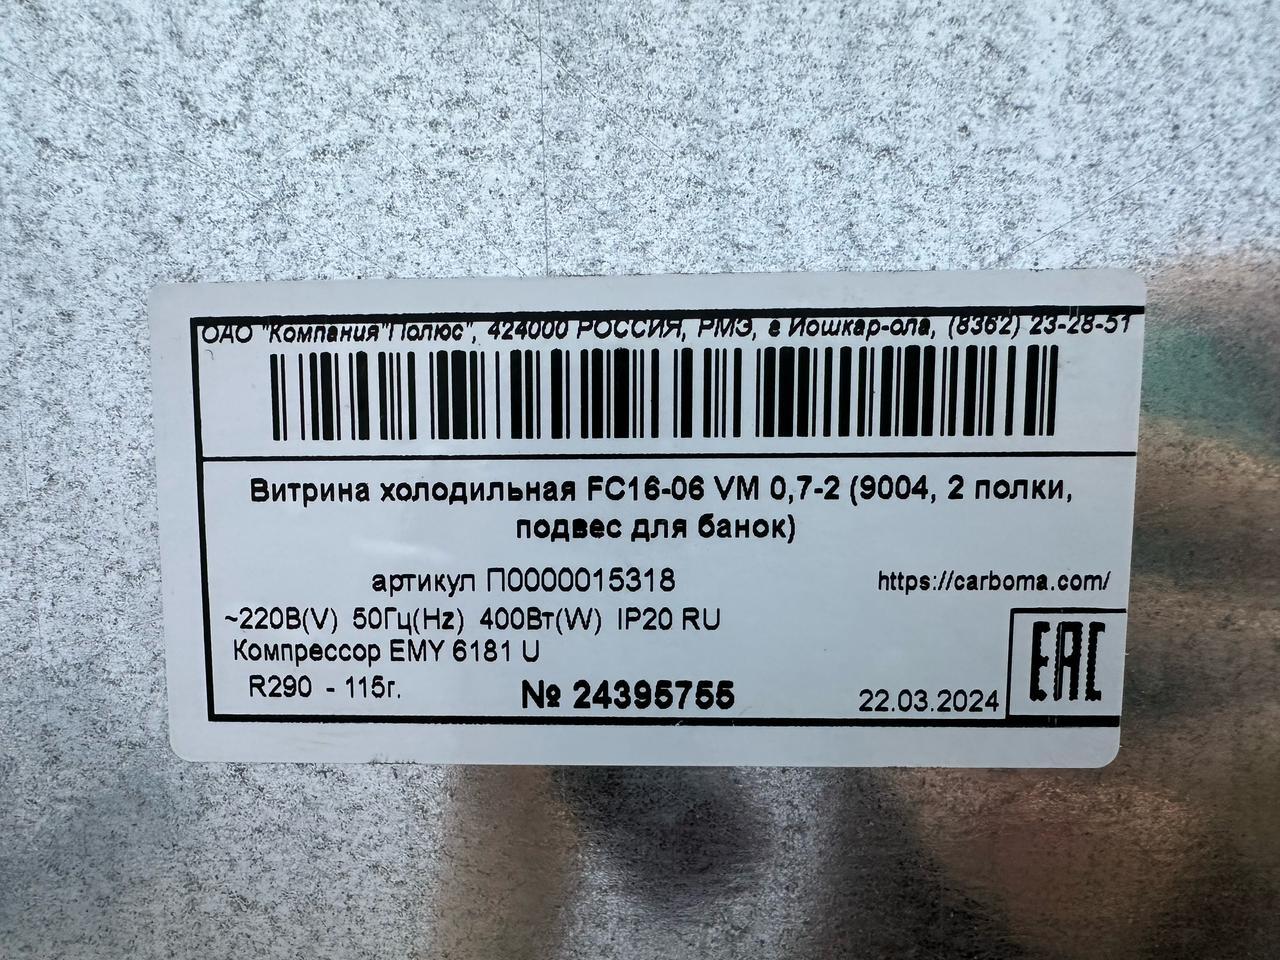 ОАО "Компания"Полюс", 424000 РОССИЯ, РМЭ, г Йошкар-ола, (8362) 23-28-51
Витрина холодильная FC16-06 VM 0,7-2 (9004, 2 полки,
подвес для банок)
артикул П0000015318
https://carboma.com/
~220В(V) 50Гц(Hz) 400Вт(W) IP20 RU
Компрессор EMY 6181 U
R290 - 115г.
№ 24395755
22.03.2024
EAC